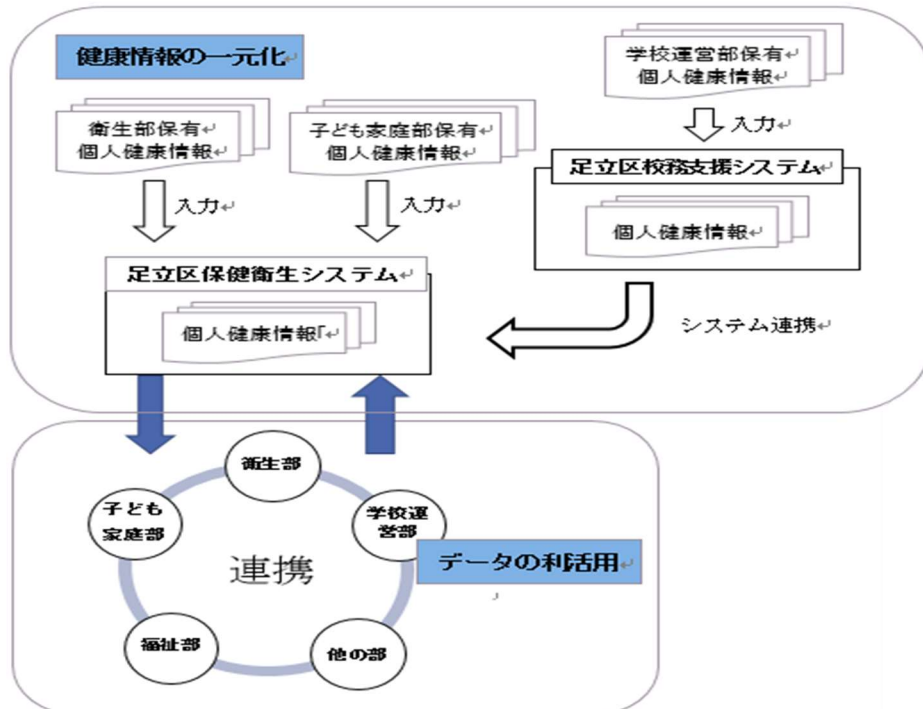 健康情報の一元化
学校運営部保有
個人健康情報
衛生部保有
個人健康情報
子ども家庭部保有
個人健康情報
入力
足立区校務支援システム
入力
入力
個人健康情報
足立区保健衛生システム
個人健康情報「
システム連携
衛生部
子ども
家庭部
学校運
営部
連携
データの利活用
福祉部
他の部